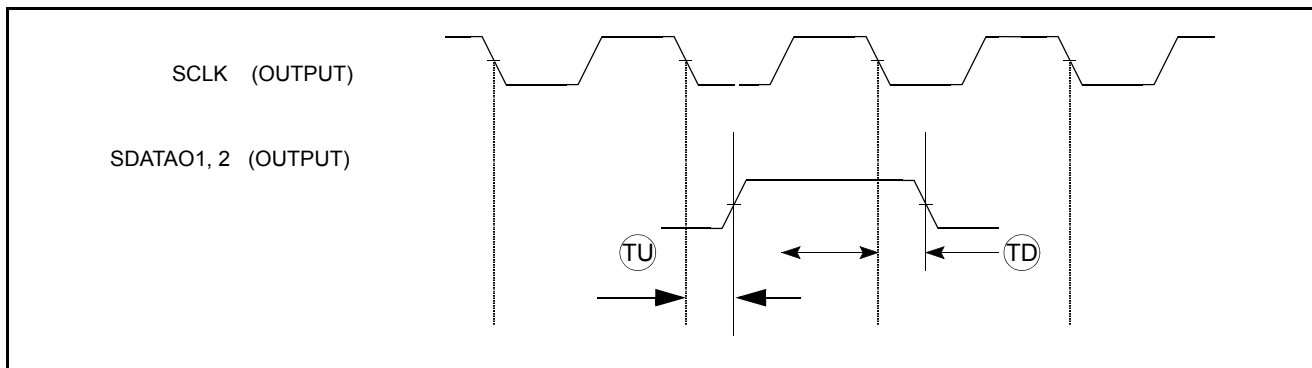 SCLK (OUTPUT)
SDATAO1, 2 (OUTPUT)
TU
TD